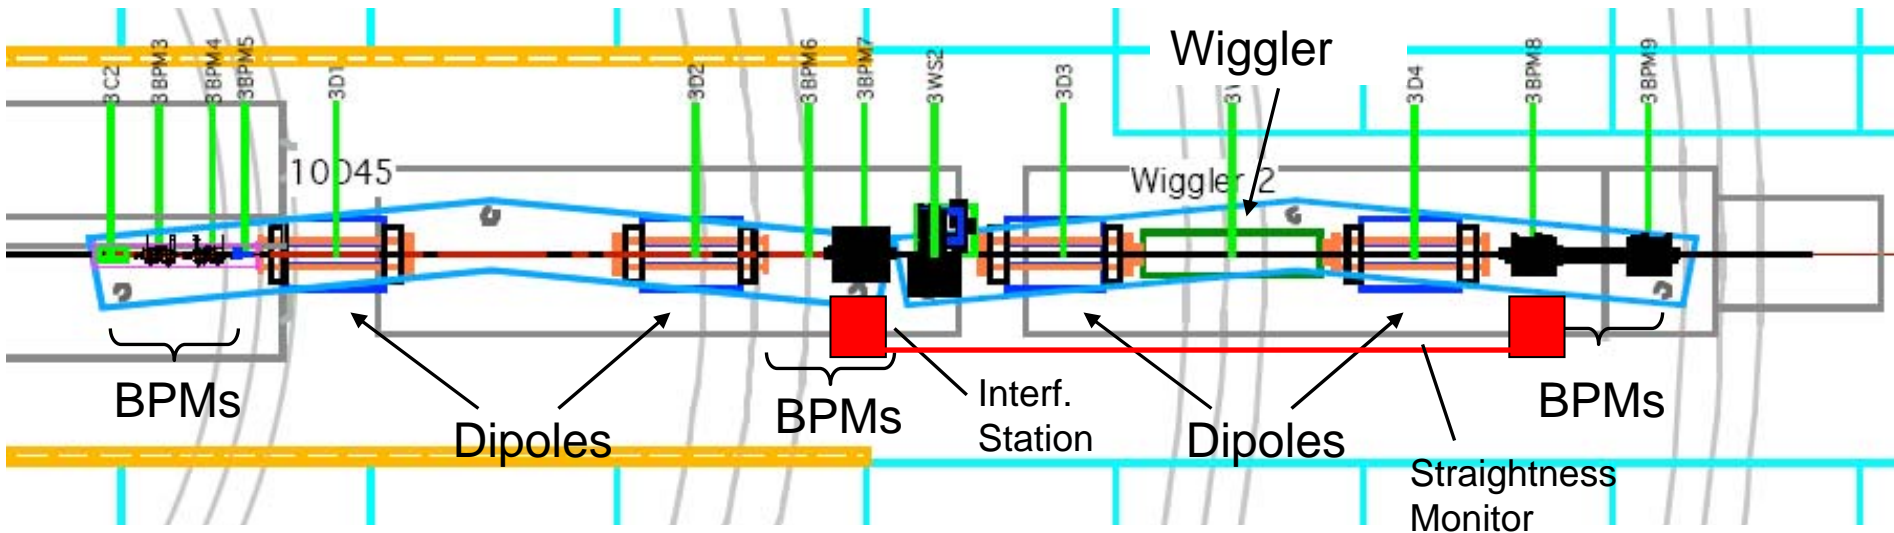 Wiggler
3C2
3BPM3
3BPM4
3BPM5
3D1
3D2
3BPM6
3BPM7
3WS2
3D3
3D4
3BPM8
3BPM9
10045
Wiggler 2
BPMs
Dipoles
BPMs
Interf.
Station
Dipoles
BPMs
Straightness
Monitor